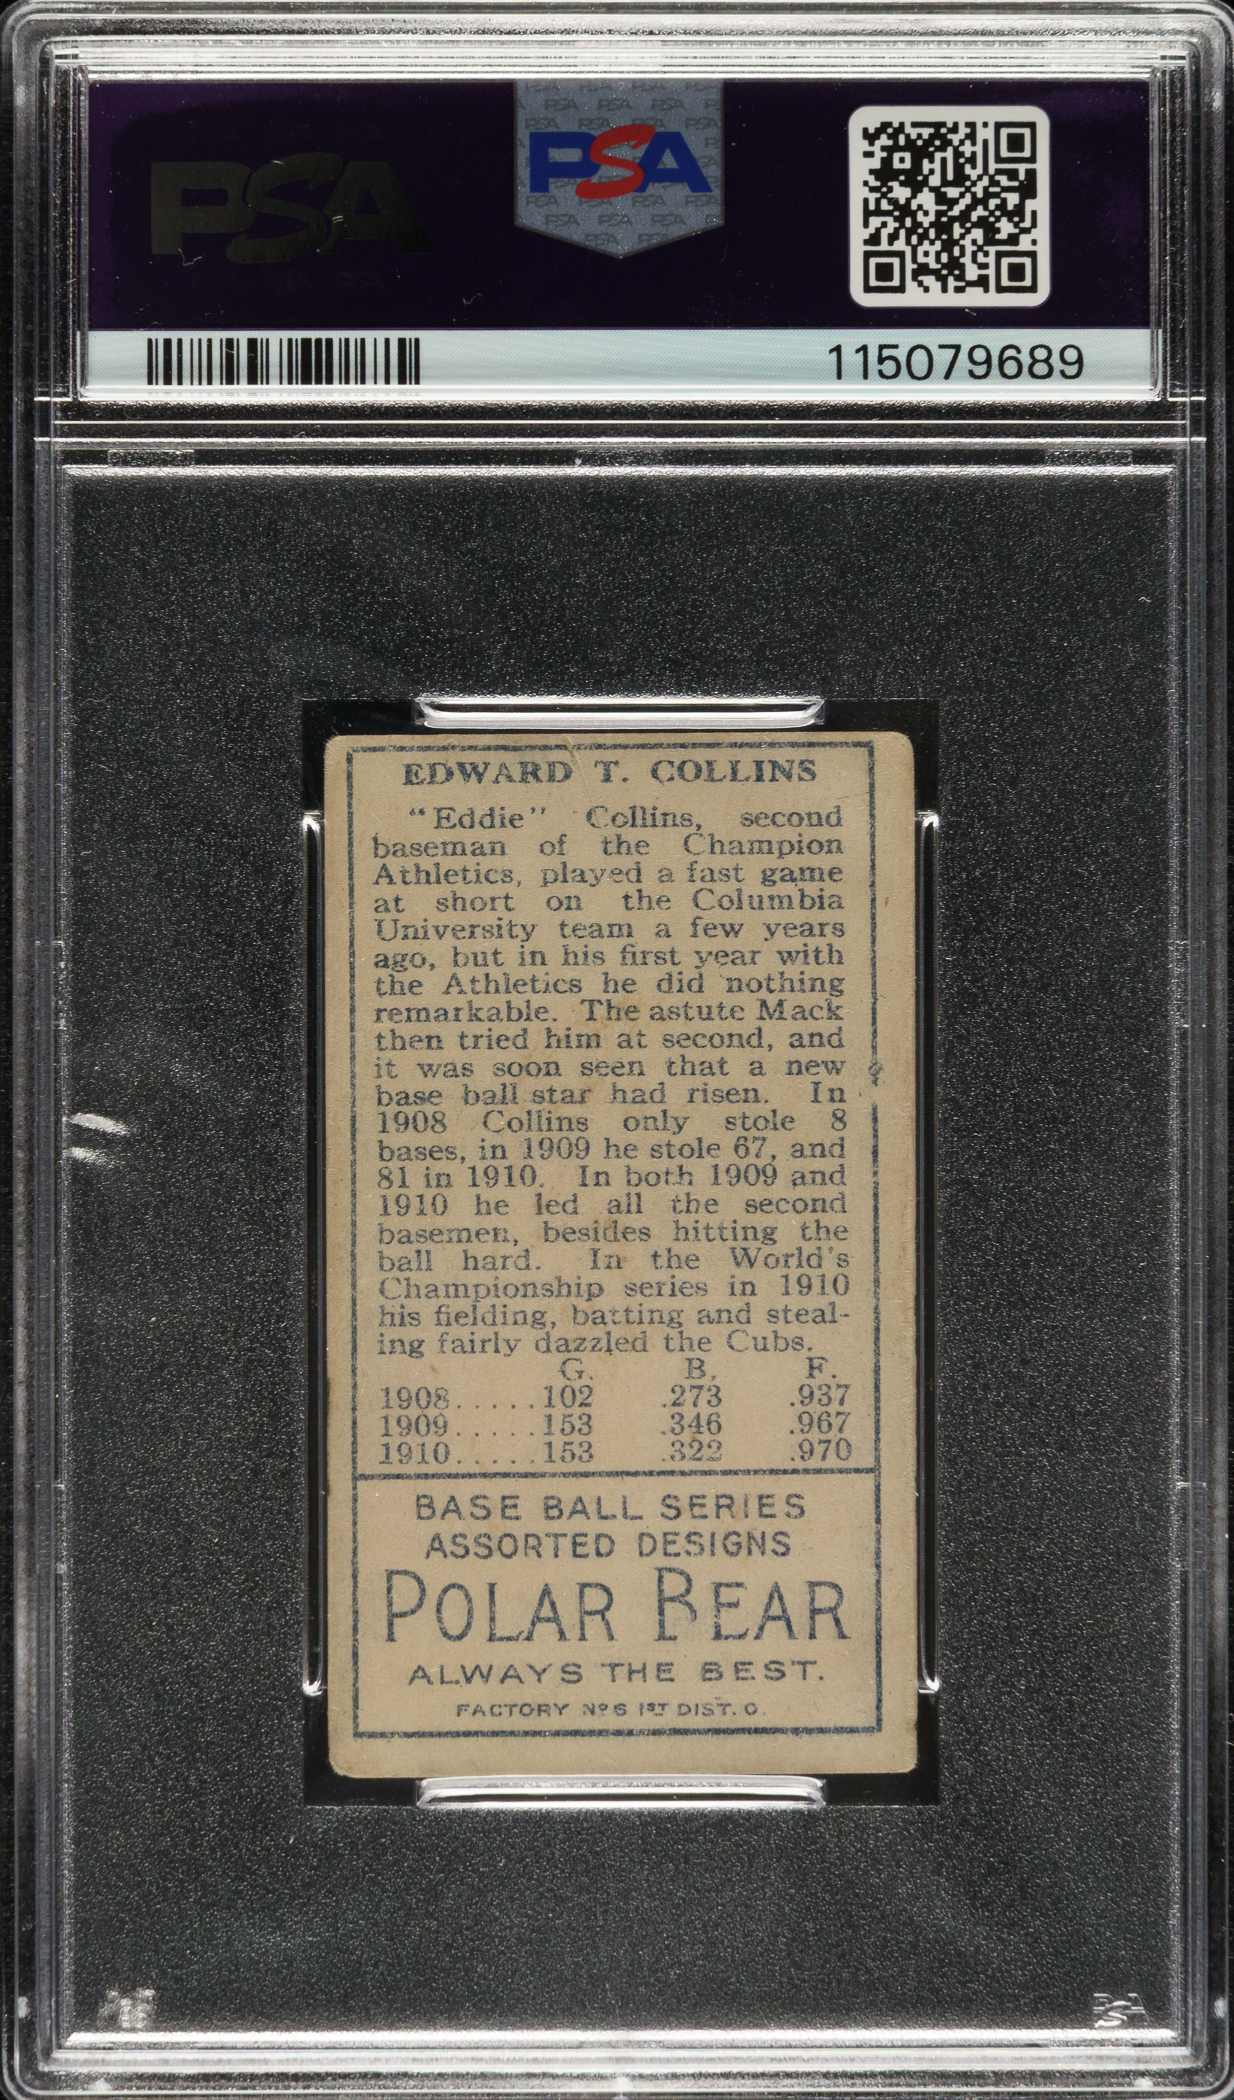 PSA
PSA
115079689
EDWARD T. COLLINS
"Eddie" Collins, second
baseman of the Champion
Athletics, played a fast game
at short on the Columbia
University team a few years
ago, but in his first year with
the Athletics he did nothing
remarkable. The astute Mack
then tried him at second, and
it was soon seen that a new
base ball star had risen. In
1908 Collins only stole 8
bases, in 1909 he stole 67, and
81 in 1910. In both 1909 and
1910 he led all the second
basemen, besides hitting the
ball hard. In the World's
Championship series in 1910
his fielding, batting and steal-
ing fairly dazzled the Cubs.
G. B. F.
1908.....102 .273 .937
1909.....153 .346 .967
1910.....153 .322 .970
BASE BALL SERIES
ASSORTED DESIGNS
POLAR BEAR
ALWAYS THE BEST.
FACTORY Nº 6 1ST DIST. O.
PSA